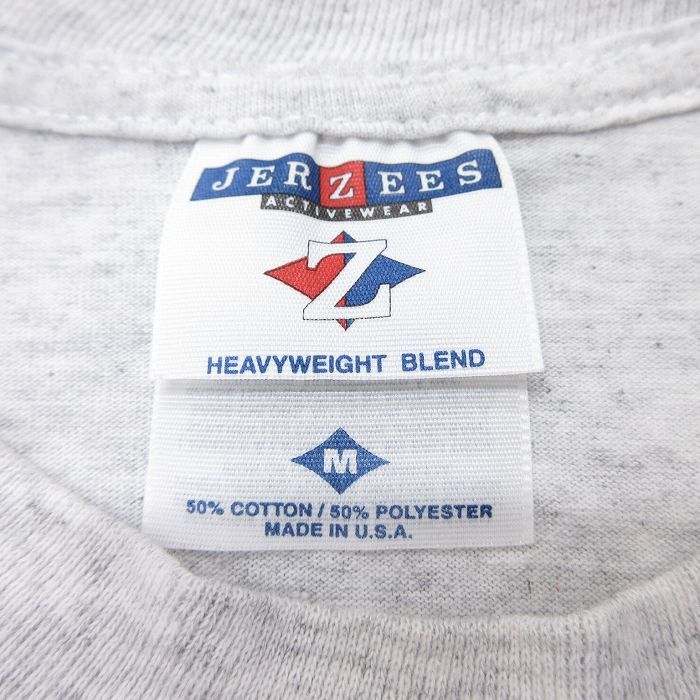 JERZEES
ACTIVEWEAR
Z
HEAVYWEIGHT BLEND
M
50% COTTON / 50% POLYESTER
MADE IN U.S.A.